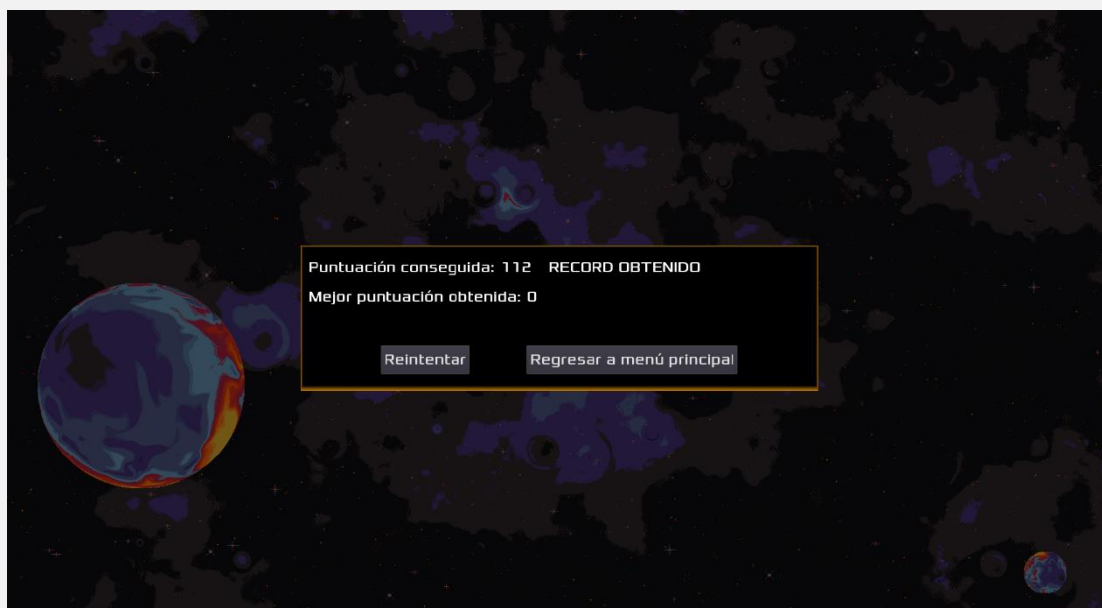 Puntuación conseguida: 112 RECORD OBTENIDO
Mejor puntuación obtenida: 0
Reintentar Regresar a menú principal